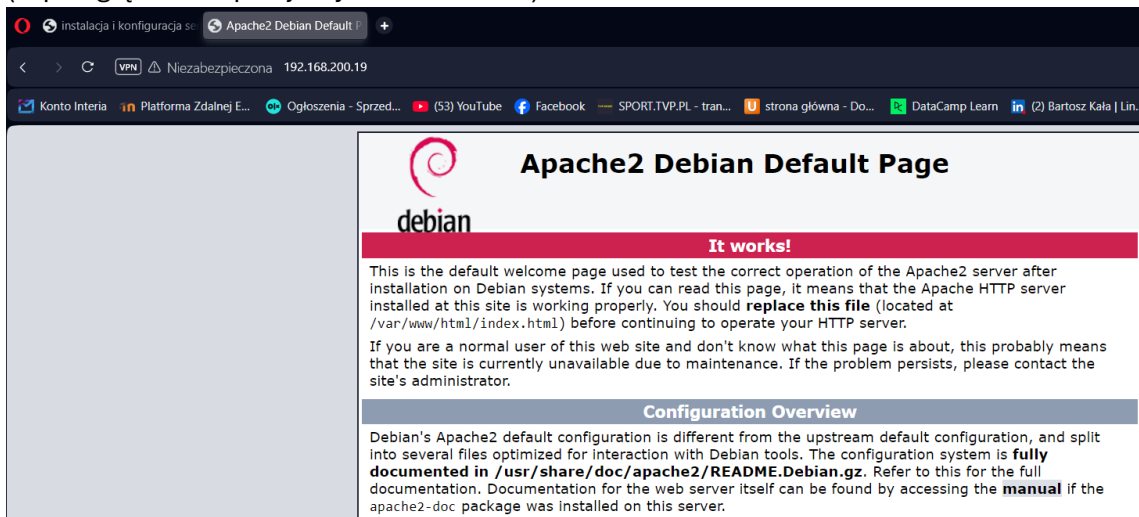 instalacja i konfiguracja se
Apache2 Debian Default P
VPN Niezabezpieczona 192.168.200.19
Konto Interia Platforma Zdalnej E... Ogłoszenia - Sprzed... (53) YouTube Facebook SPORT.TVP.PL - tran... strona główna - Do... DataCamp Learn (2) Bartosz Kała | Lin...
debian
Apache2 Debian Default Page
It works!
This is the default welcome page used to test the correct operation of the Apache2 server after
installation on Debian systems. If you can read this page, it means that the Apache HTTP server
installed at this site is working properly. You should replace this file (located at
/var/www/html/index.html) before continuing to operate your HTTP server.
If you are a normal user of this web site and don't know what this page is about, this probably means
that the site is currently unavailable due to maintenance. If the problem persists, please contact the
site's administrator.
Configuration Overview
Debian's Apache2 default configuration is different from the upstream default configuration, and split
into several files optimized for interaction with Debian tools. The configuration system is fully
documented in /usr/share/doc/apache2/README.Debian.gz. Refer to this for the full
documentation. Documentation for the web server itself can be found by accessing the manual if the
apache2-doc package was installed on this server.